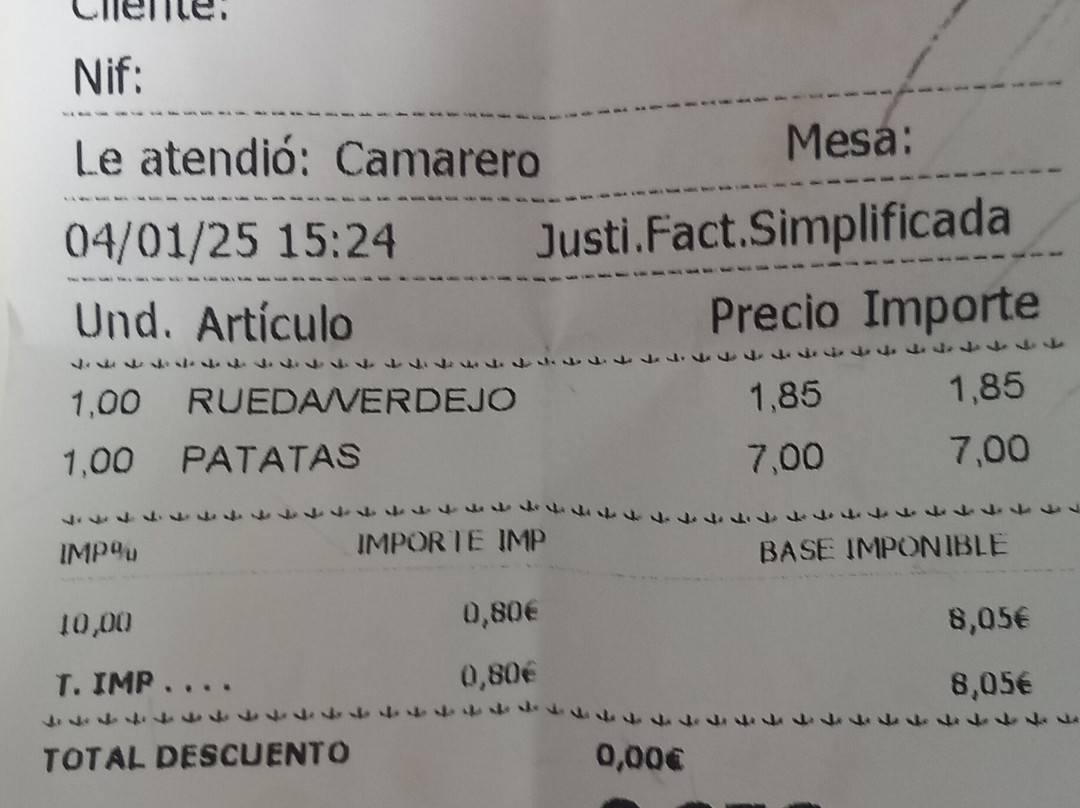 Cliente:
Nif:
Le atendió: Camarero Mesa:
04/01/25 15:24 Justi.Fact.Simplificada
Und. Artículo Precio Importe
1,00 RUEDA/VERDEJO 1,85 1,85
1,00 PATATAS 7,00 7,00
IMP% IMPORTE IMP BASE IMPONIBLE
10,00 0,80€ 8,05€
T. IMP .... 0,80€ 8,05€
TOTAL DESCUENTO 0,00€